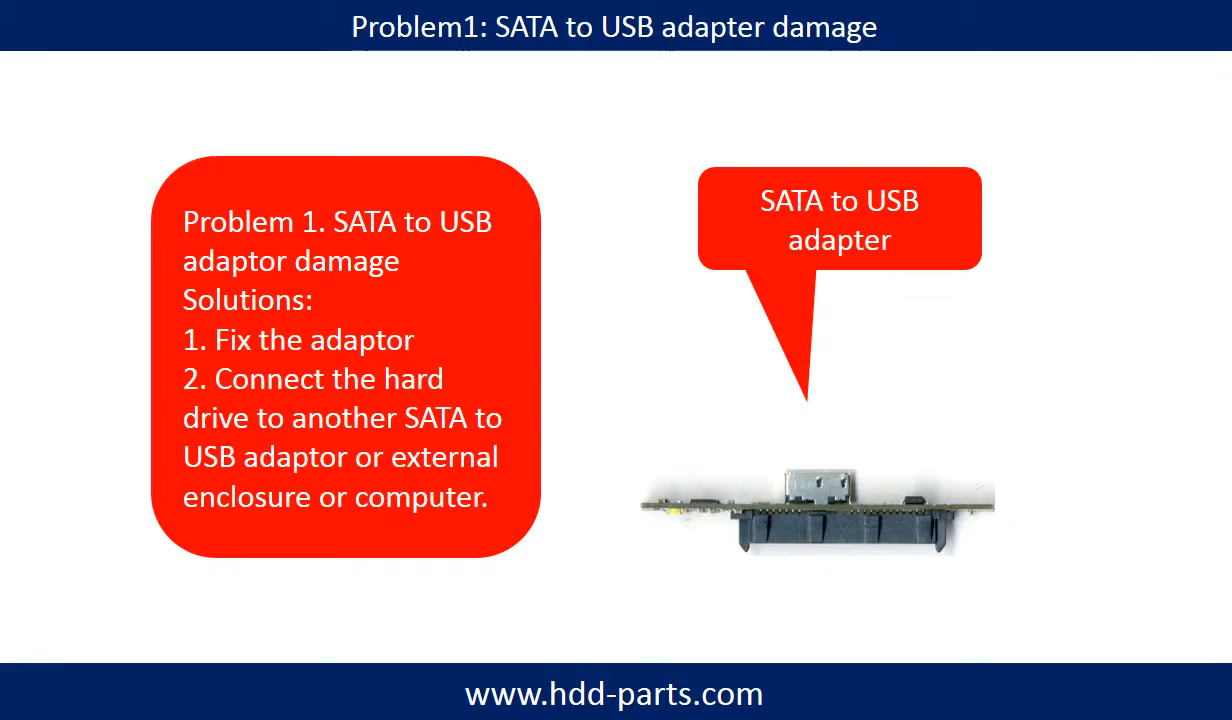 Problem1: SATA to USB adapter damage
Problem 1. SATA to USB
adaptor damage
Solutions:
1. Fix the adaptor
2. Connect the hard
drive to another SATA to
USB adaptor or external
enclosure or computer.
SATA to USB
adapter
www.hdd-parts.com